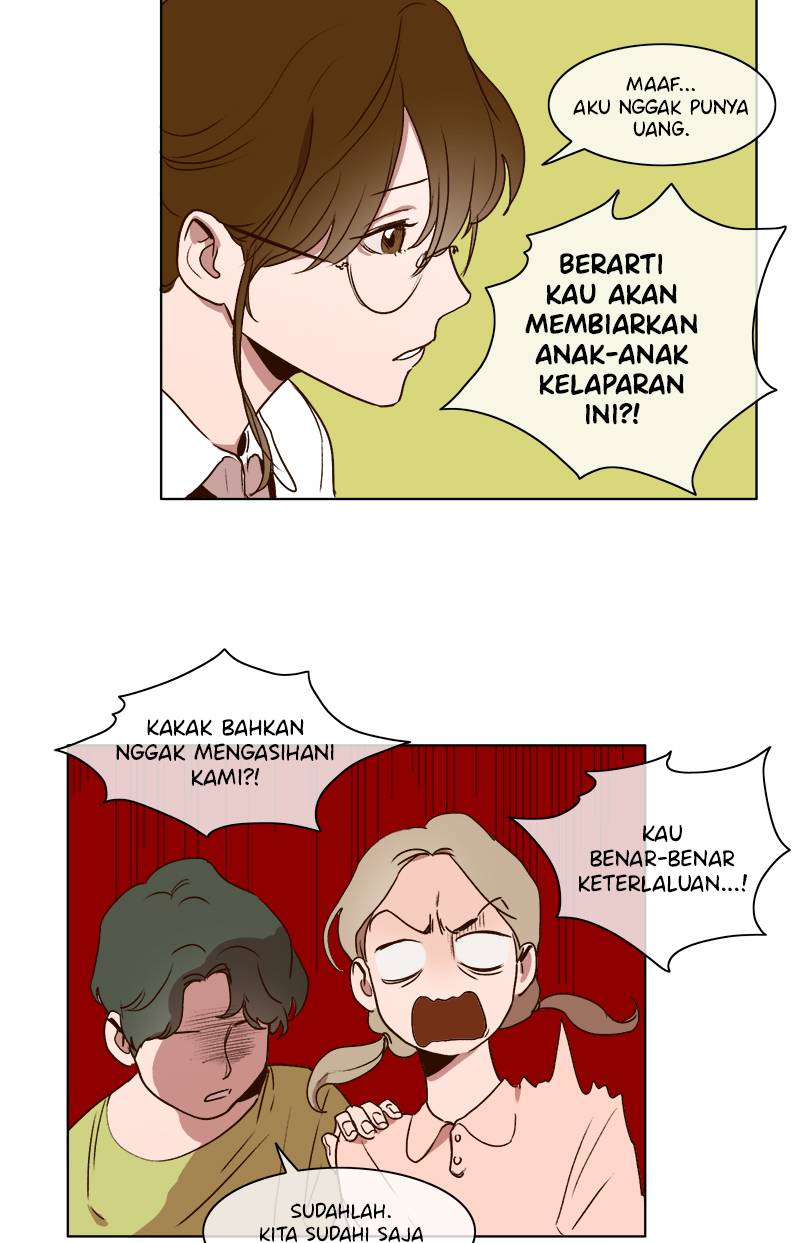 MAAF...
AKU NGGAK PUNYA
UANG.
BERARTI
KAU AKAN
MEMBIARKAN
ANAK-ANAK
KELAPARAN
INI?!
KAKAK BAHKAN
NGGAK MENGASIHANI
KAMI?!
KAU
BENAR-BENAR
KETERLALUAN...!
SUDAHLAH.
KITA SUDAHI SAJA